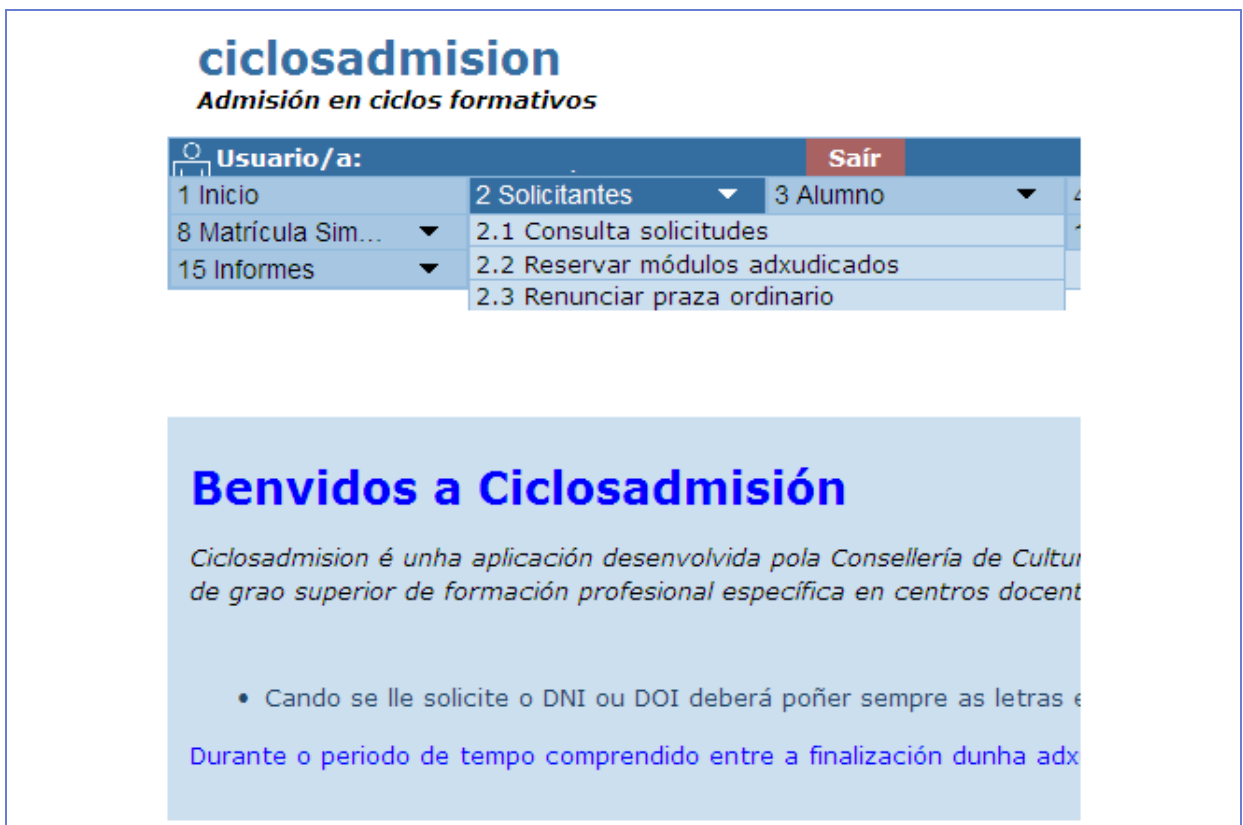 ciclosadmision
Admisión en ciclos formativos
Usuario/a: Saír
1 Inicio 2 Solicitantes 3 Alumno
8 Matrícula Sim... 2.1 Consulta solicitudes
15 Informes 2.2 Reservar módulos adxudicados
2.3 Renunciar praza ordinario
Benvidos a Ciclosadmisión
Ciclosadmision é unha aplicación desenvolvida pola Consellería de Cultur
de grao superior de formación profesional específica en centros docent
• Cando se lle solicite o DNI ou DOI deberá poñer sempre as letras e
Durante o periodo de tempo comprendido entre a finalización dunha adx